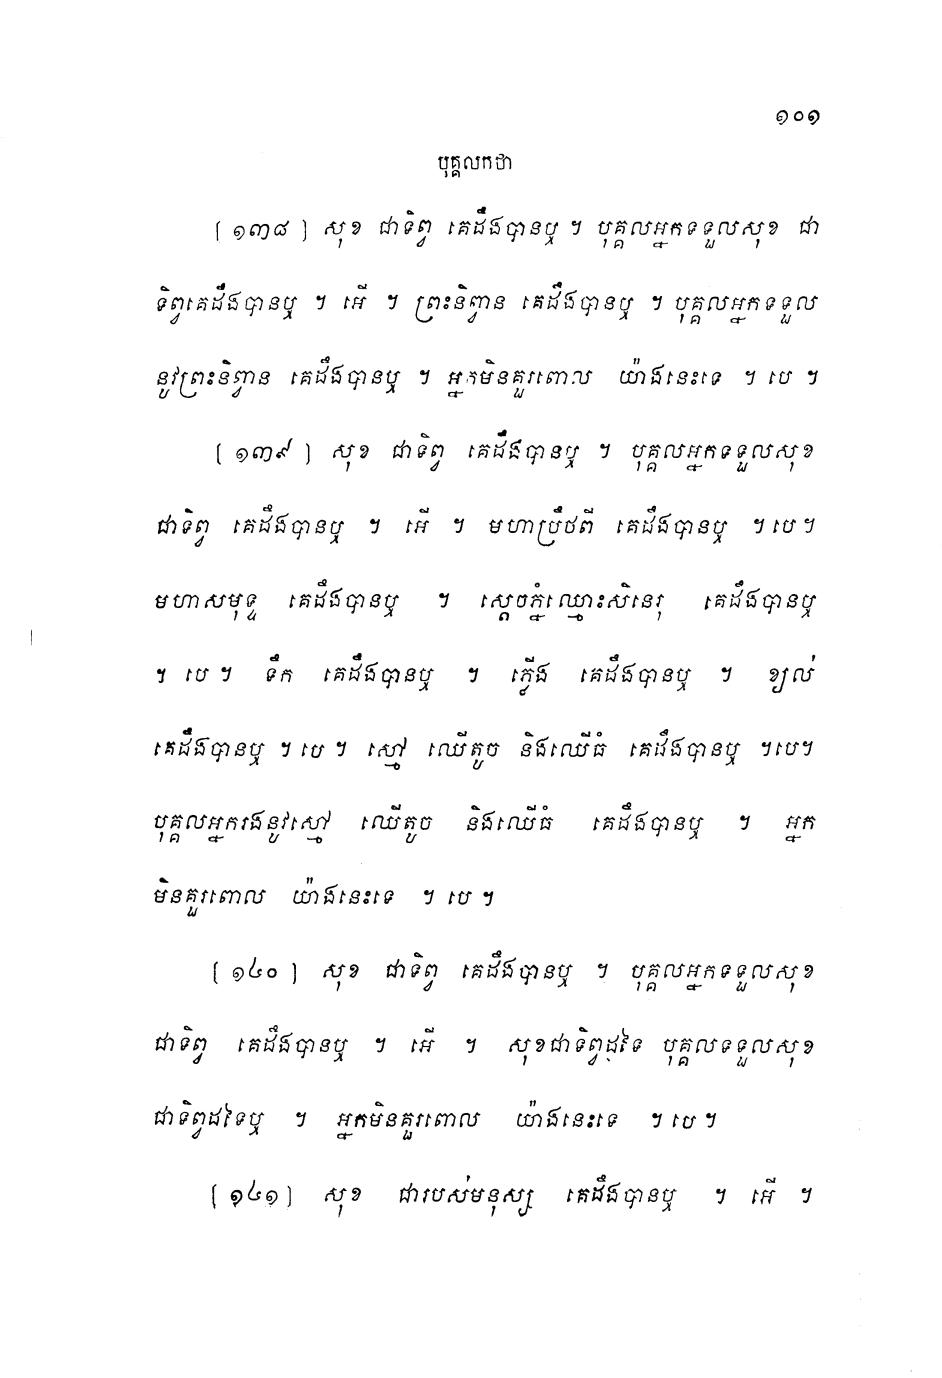 ១០១
បុគ្គលកថា
[ ១៣៨ ] សុខ ជាទិព្វ គេដឹងបានឬ ។ បុគ្គលអ្នកទទួលសុខ ជា
ទិព្វគេដឹងបានឬ ។ អើ ។ ព្រះនិព្វាន គេដឹងបានឬ ។ បុគ្គលអ្នកទទួល
នូវព្រះនិព្វាន គេដឹងបានឬ ។ អ្នកមិនគួរពោល យ៉ាងនេះទេ ។ បេ ។
[ ១៣៩ ] សុខ ជាទិព្វ គេដឹងបានឬ ។ បុគ្គលអ្នកទទួលសុខ
ជាទិព្វ គេដឹងបានឬ ។ អើ ។ មហាប្រឹថពី គេដឹងបានឬ ។ បេ ។
មហាសមុទ្ទ គេដឹងបានឬ ។ ស្តេចភ្នំឈ្មោះសិនេរុ គេដឹងបានឬ
។ បេ ។ ទឹក គេដឹងបានឬ ។ ភ្លើង គេដឹងបានឬ ។ ខ្យល់
គេដឹងបានឬ ។ បេ ។ ស្មៅ ឈើតូច និងឈើធំ គេដឹងបានឬ ។បេ។
បុគ្គលអ្នករងនូវស្មៅ ឈើតូច និងឈើធំ គេដឹងបានឬ ។ អ្នក
មិនគួរពោល យ៉ាងនេះទេ ។ បេ ។
[ ១៤០ ] សុខ ជាទិព្វ គេដឹងបានឬ ។ បុគ្គលអ្នកទទួលសុខ
ជាទិព្វ គេដឹងបានឬ ។ អើ ។ សុខជាទិព្វដទៃ បុគ្គលទទួលសុខ
ជាទិព្វដទៃឬ ។ អ្នកមិនគួរពោល យ៉ាងនេះទេ ។ បេ ។
[ ១៤១ ] សុខ ជារបស់មនុស្ស គេដឹងបានឬ ។ អើ ។